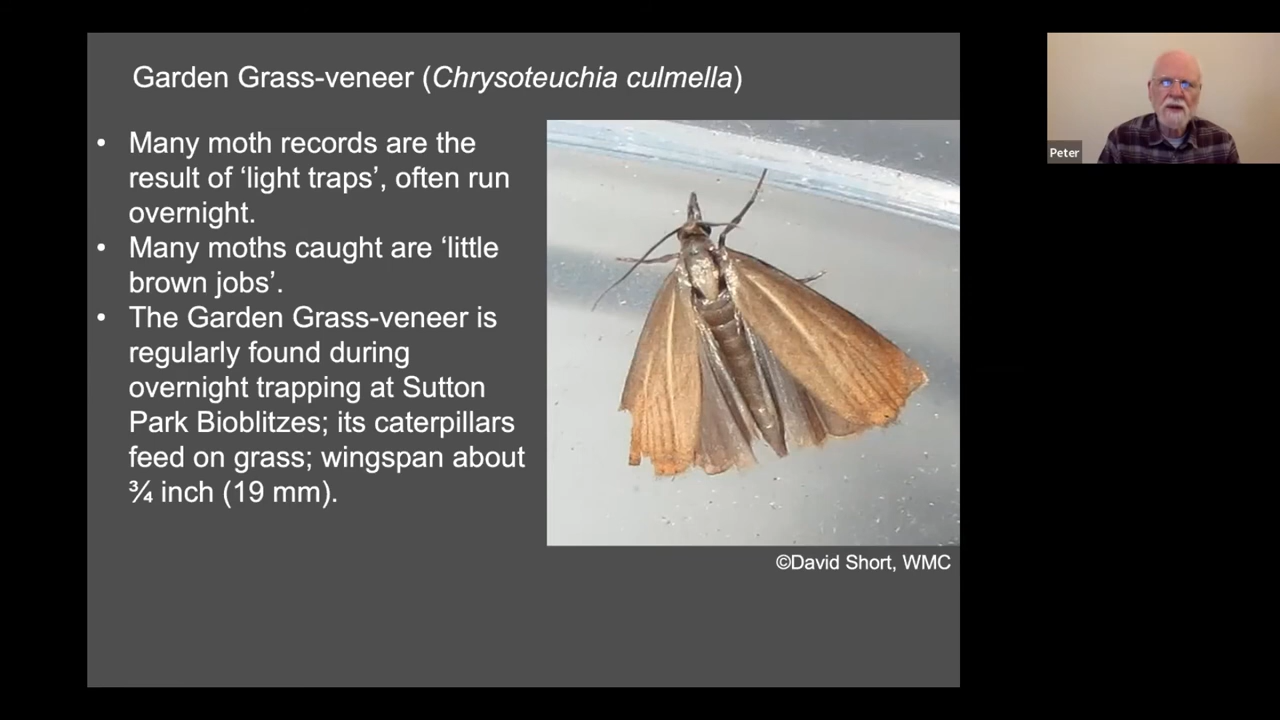 Garden Grass-veneer (Chrysoteuchia culmella)
• Many moth records are the
result of ‘light traps’, often run
overnight.
• Many moths caught are ‘little
brown jobs’.
• The Garden Grass-veneer is
regularly found during
overnight trapping at Sutton
Park Bioblitzes; its caterpillars
feed on grass; wingspan about
¾ inch (19 mm).
©David Short, WMC
Peter